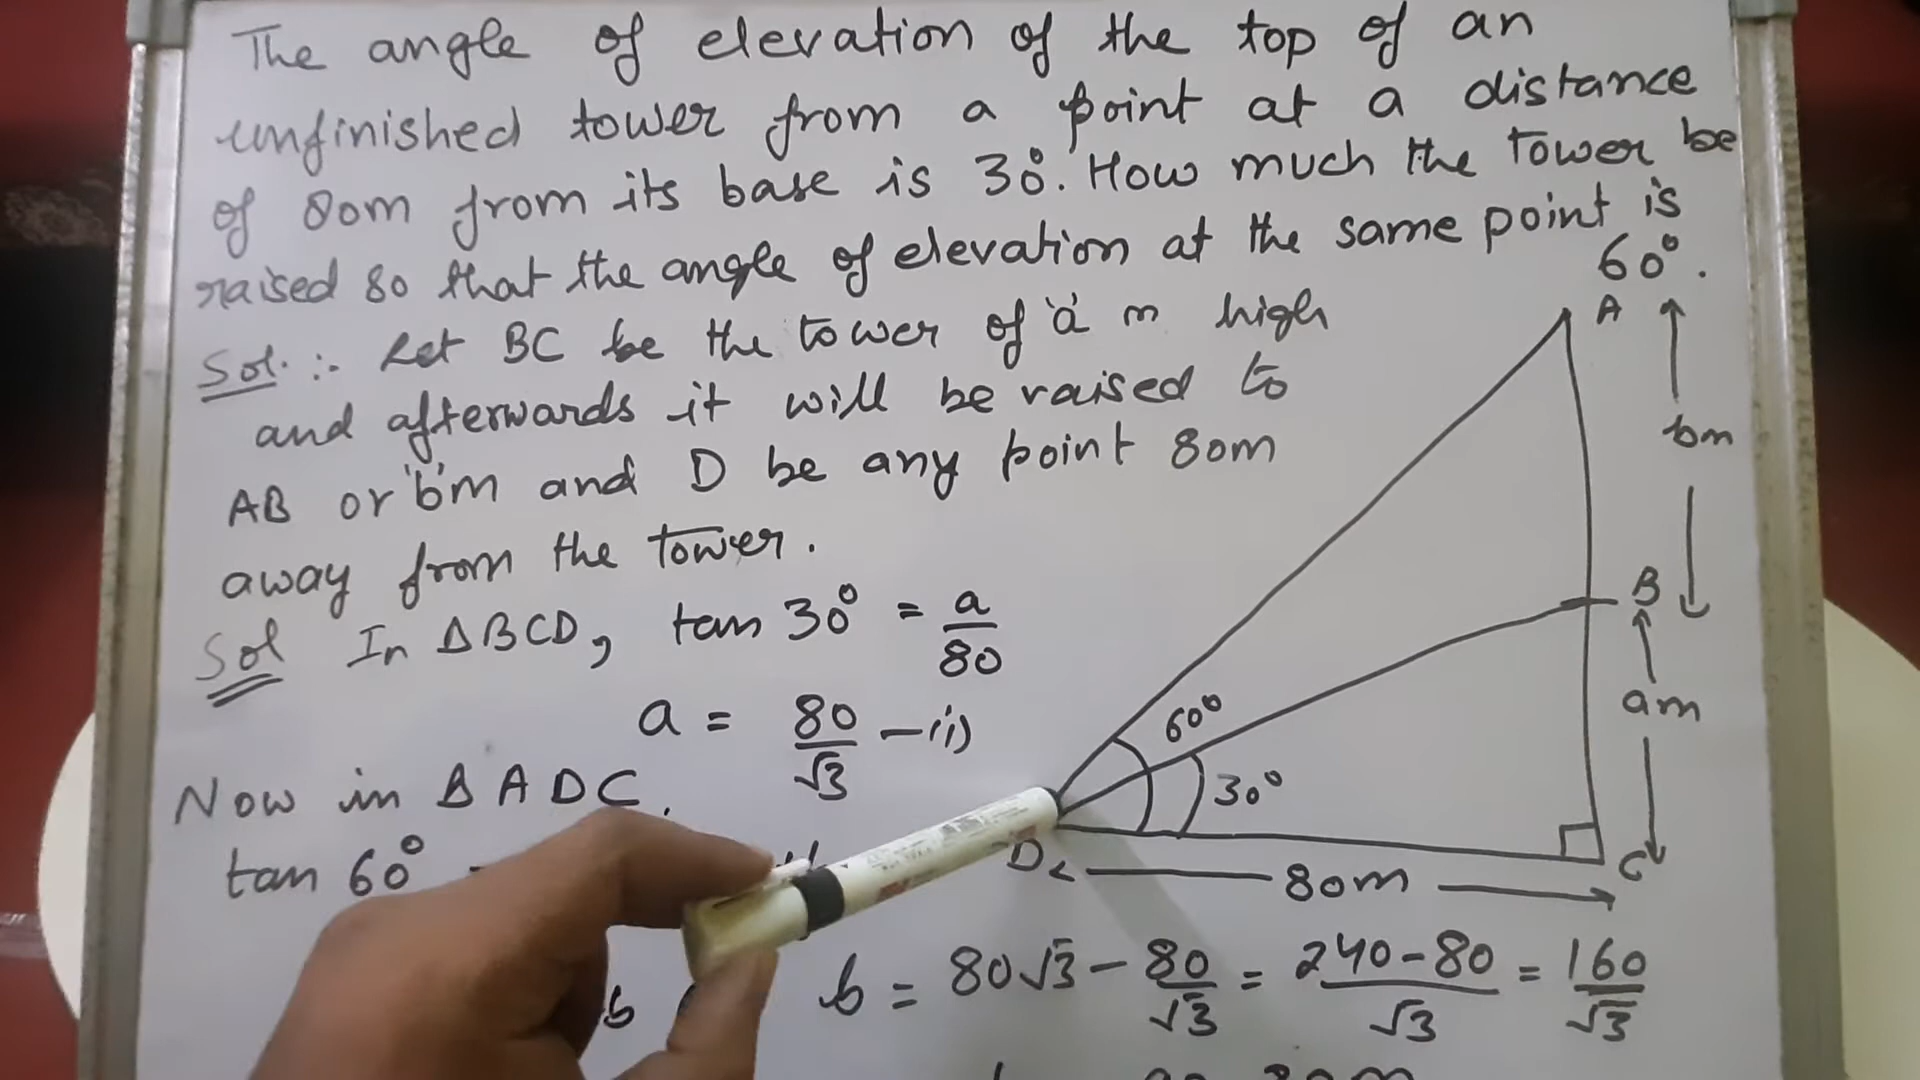 The angle of elevation of the top of an
unfinished tower from a point at a distance
of 80m from its base is 30°. How much the tower be
raised so that the angle of elevation at the same point is
60°.
Sol. :- Let BC be the tower of 'a' m high
and afterwards it will be raised to
AB or 'b'm and D be any point 80m
away from the tower.
Sol In ΔBCD, tan 30° = a/80
a = 80/√3 - (i)
Now in Δ ADC,
tan 60°
b
b = 80√3 - 80/√3 = 240-80/√3 = 160/√3
A
bm
B
am
60°
30°
D
80m
C